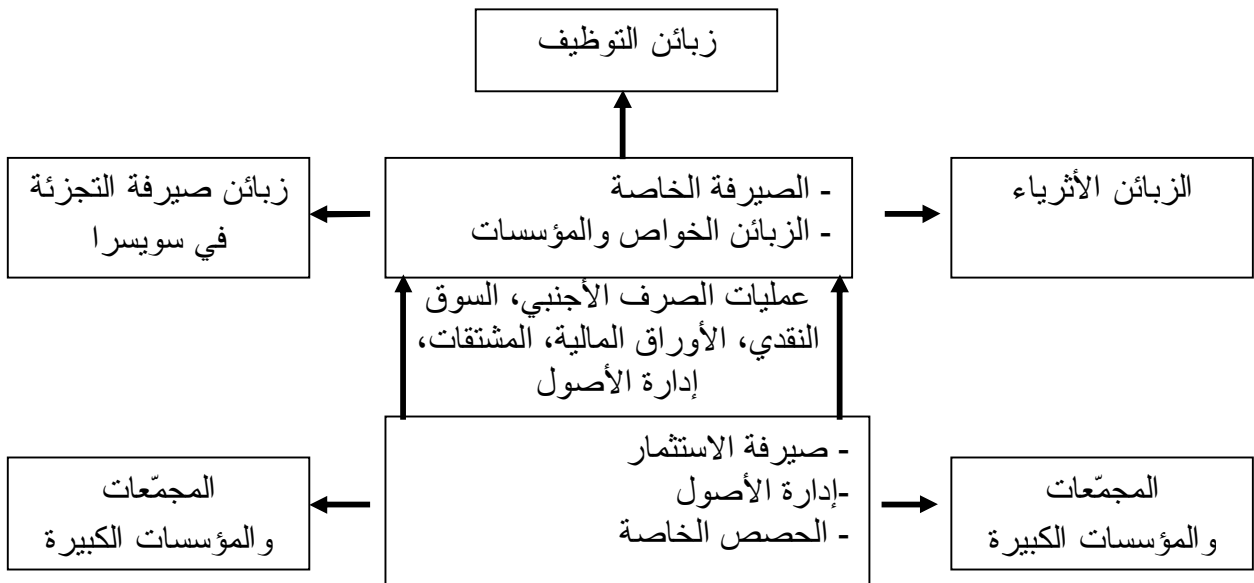 زبائن التوظيف
الزبائن الأثرياء
- الصيرفة الخاصة
- الزبائن الخواص والمؤسسات
زبائن صيرفة التجزئة
في سويسرا
عمليات الصرف الأجنبي، السوق
النقدي، الأوراق المالية، المشتقات،
إدارة الأصول
المجمّعات
والمؤسسات الكبيرة
- صيرفة الاستثمار
-إدارة الأصول
- الحصص الخاصة
المجمّعات
والمؤسسات الكبيرة